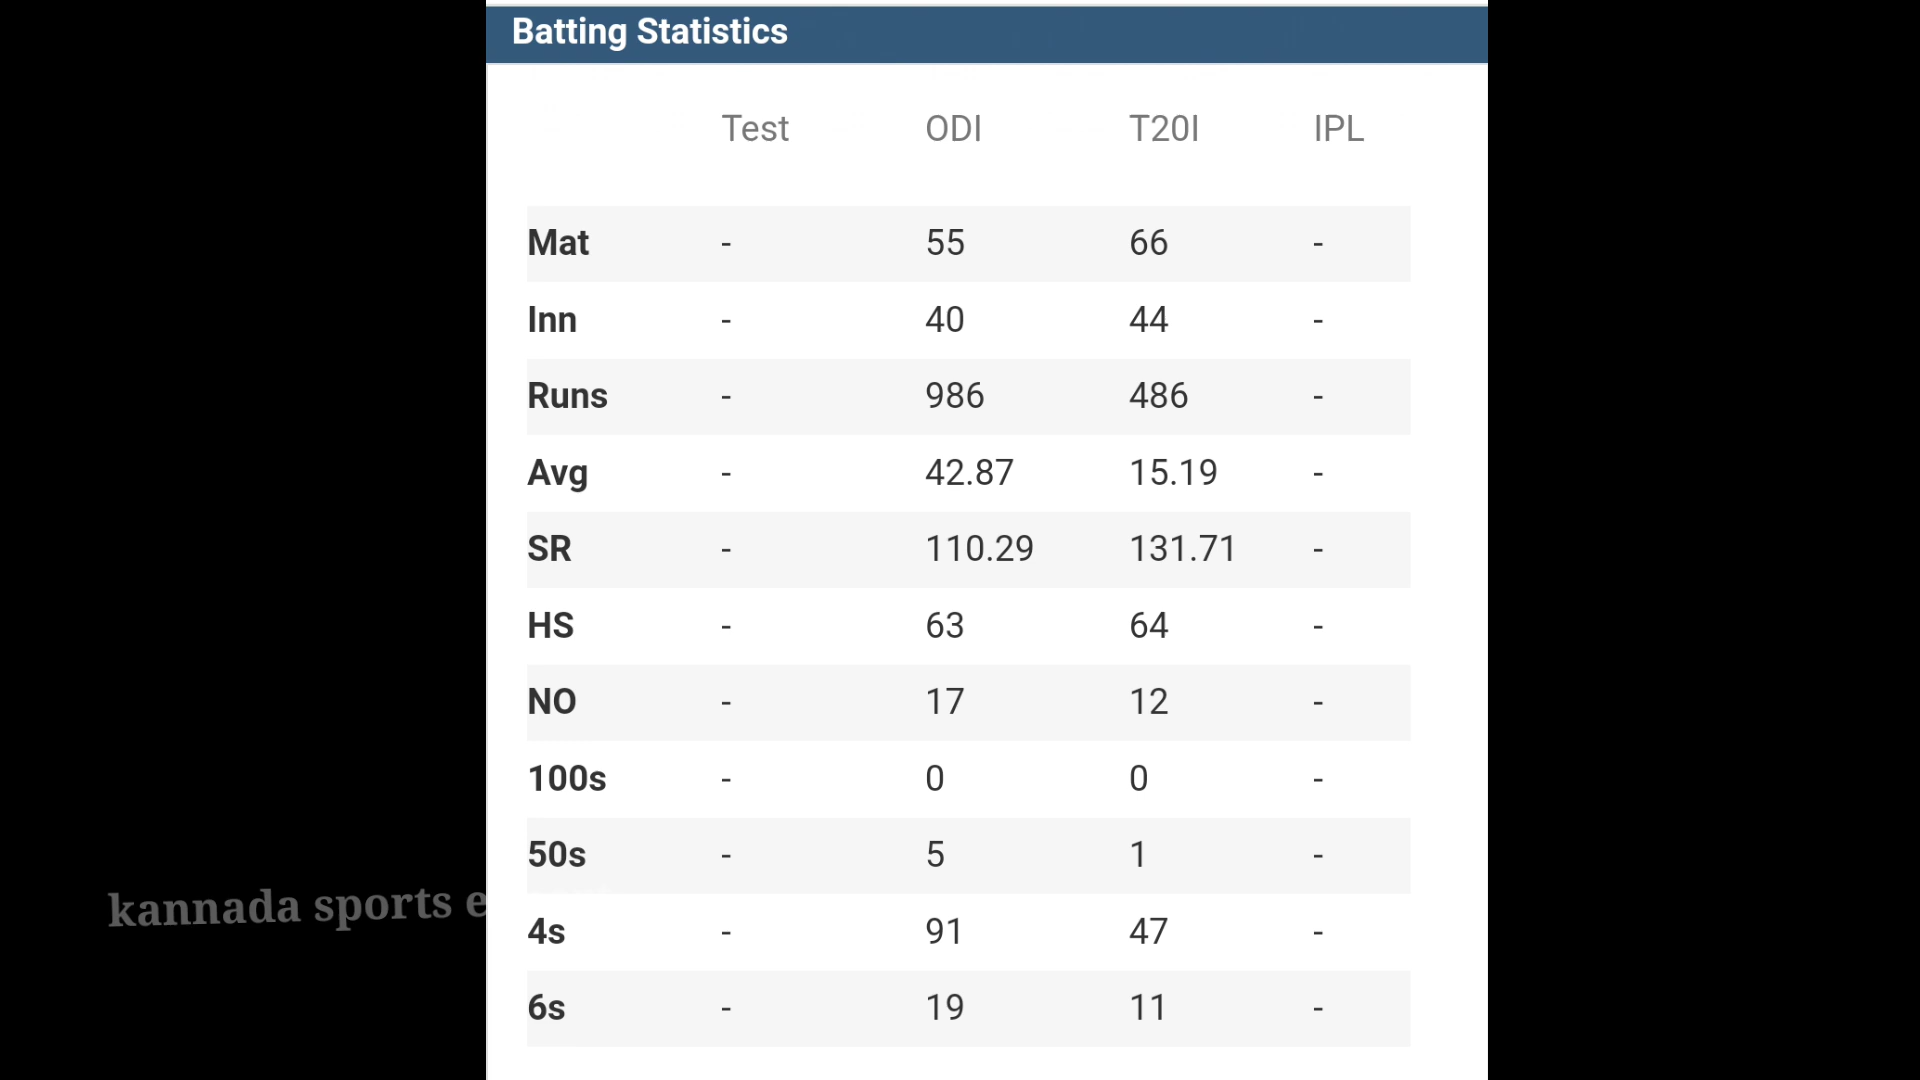 Batting Statistics
Test ODI T20I IPL
Mat - 55 66 -
Inn - 40 44 -
Runs - 986 486 -
Avg - 42.87 15.19 -
SR - 110.29 131.71 -
HS - 63 64 -
NO - 17 12 -
100s - 0 0 -
50s - 5 1 -
4s - 91 47 -
6s - 19 11 -
kannada sports e